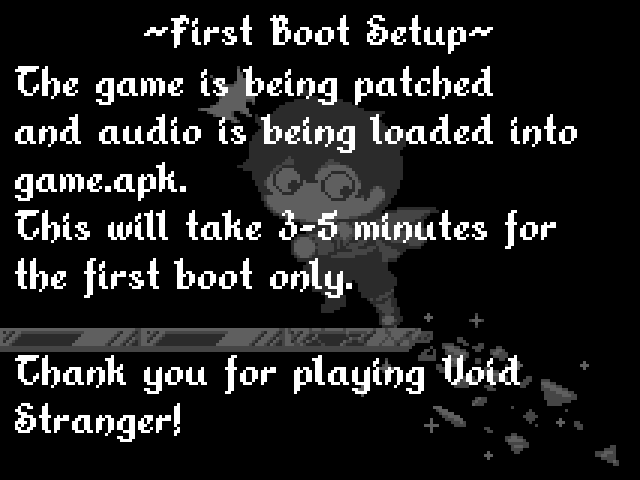 ~First Boot Setup~
The game is being patched
and audio is being loaded into
game.apk.
This will take 3-5 minutes for
the first boot only.
Thank you for playing Void
Stranger!